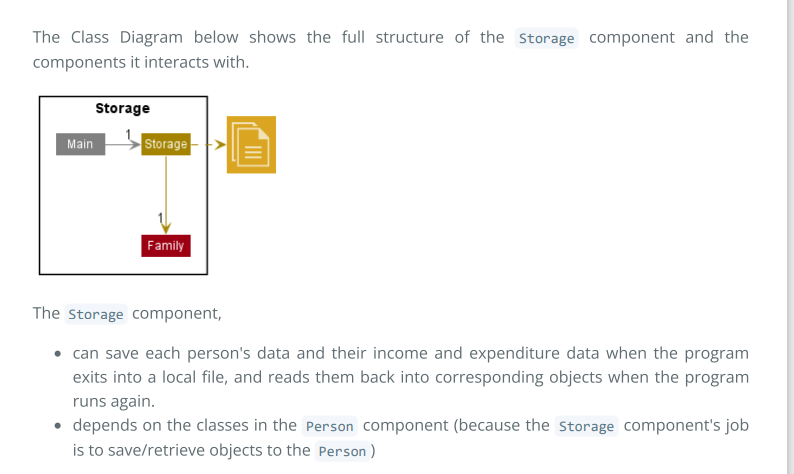 The Class Diagram below shows the full structure of the Storage component and the
components it interacts with.
Storage
Main
1
Storage
1
Family
The Storage component,
• can save each person's data and their income and expenditure data when the program
exits into a local file, and reads them back into corresponding objects when the program
runs again.
• depends on the classes in the Person component (because the Storage component's job
is to save/retrieve objects to the Person )